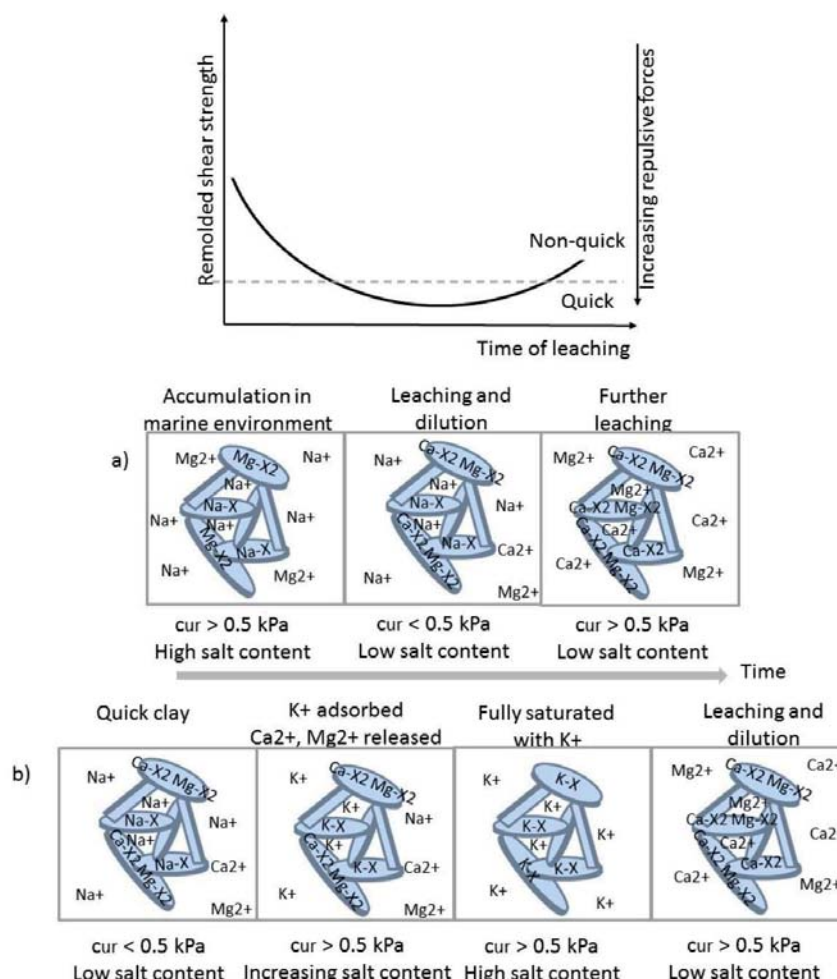 Remolded shear strength
Increasing repulsive forces
Non-quick
Quick
Time of leaching
Accumulation in
marine environment
Leaching and
dilution
Further
leaching
a)
Mg2+
Na+
Mg-X2
Na+
Na+
Na-X
Na+
Na+
Mg-X2
Na-X
Na+
Mg2+
Na+
Ca-X2 Mg-X2
Na+
Na-X
Na+
Na+
Ca-X2 Mg-X2
Na-X
Ca2+
Na+
Mg2+
Mg2+
Ca-X2 Mg-X2
Ca2+
Mg2+
Ca-X2 Mg-X2
Ca2+
Ca-X2 Mg-X2
Ca-X2
Ca2+
Mg2+
cur > 0.5 kPa
High salt content
cur < 0.5 kPa
Low salt content
cur > 0.5 kPa
Low salt content
Time
b)
Quick clay
K+ adsorbed
Ca2+, Mg2+ released
Fully saturated
with K+
Leaching and
dilution
Na+
Ca-X2 Mg-X2
Na+
Na-X
Na+
Na+
Ca-X2 Mg-X2
Na-X
Ca2+
Na+
Mg2+
K+
Ca-X2 Mg-X2
K+
K-X
Na+
K+
Ca-X2 Mg-X2
K-X
Ca2+
K+
Mg2+
K+
K-X
K+
K-X
K+
K+
K-X
K-X
K+
K+
Mg2+
Ca-X2 Mg-X2
Ca2+
Mg2+
Ca-X2 Mg-X2
Ca2+
Ca2+
Ca-X2 Mg-X2
Ca-X2
Ca2+
Mg2+
cur < 0.5 kPa
Low salt content
cur > 0.5 kPa
Increasing salt content
cur > 0.5 kPa
High salt content
cur > 0.5 kPa
Low salt content